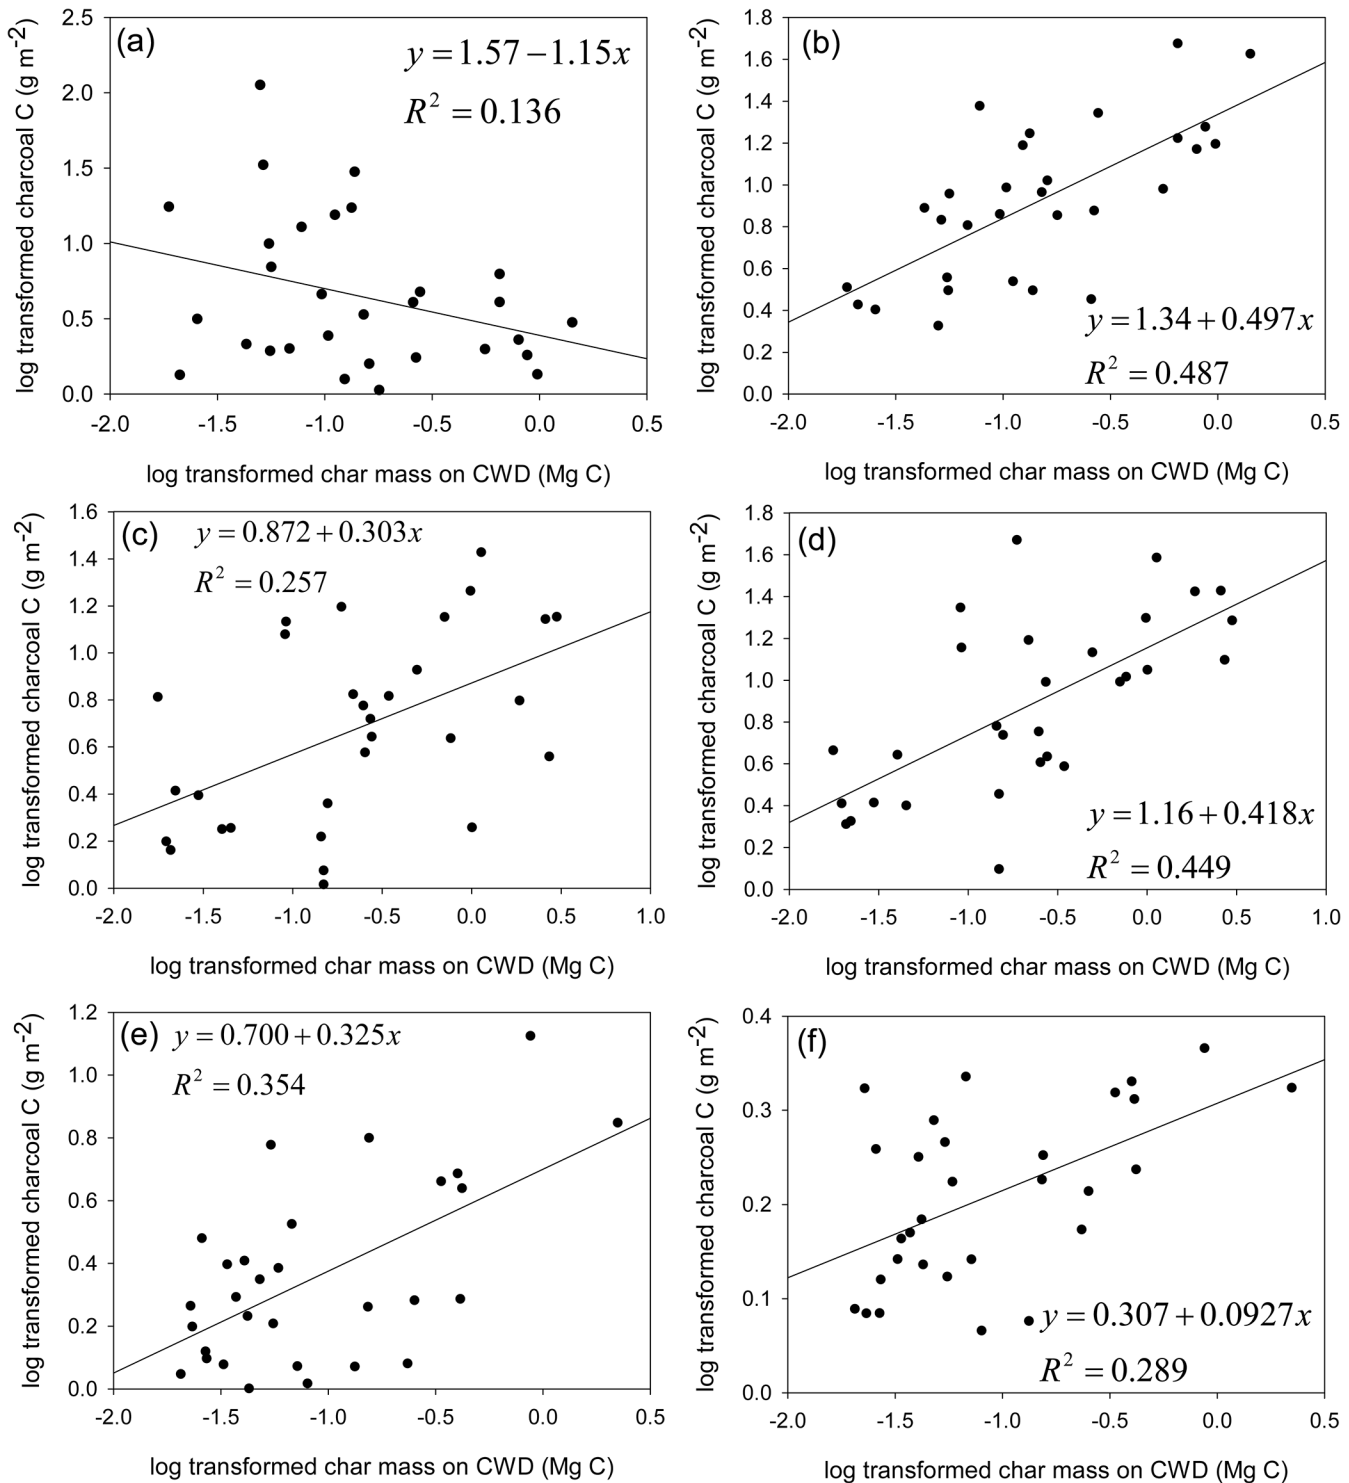 (a)
y = 1.57 − 1.15x
R² = 0.136
log transformed charcoal C (g m⁻²)
2.5
2.0
1.5
1.0
0.5
0.0
-2.0 -1.5 -1.0 -0.5 0.0 0.5
log transformed char mass on CWD (Mg C)
(b)
log transformed charcoal C (g m⁻²)
1.8
1.6
1.4
1.2
1.0
0.8
0.6
0.4
0.2
0.0
y = 1.34 + 0.497x
R² = 0.487
-2.0 -1.5 -1.0 -0.5 0.0 0.5
log transformed char mass on CWD (Mg C)
(c)
y = 0.872 + 0.303x
R² = 0.257
log transformed charcoal C (g m⁻²)
1.6
1.4
1.2
1.0
0.8
0.6
0.4
0.2
0.0
-2.0 -1.5 -1.0 -0.5 0.0 0.5 1.0
log transformed char mass on CWD (Mg C)
(d)
log transformed charcoal C (g m⁻²)
1.8
1.6
1.4
1.2
1.0
0.8
0.6
0.4
0.2
0.0
y = 1.16 + 0.418x
R² = 0.449
-2.0 -1.5 -1.0 -0.5 0.0 0.5 1.0
log transformed char mass on CWD (Mg C)
(e)
y = 0.700 + 0.325x
R² = 0.354
log transformed charcoal C (g m⁻²)
1.2
1.0
0.8
0.6
0.4
0.2
0.0
-2.0 -1.5 -1.0 -0.5 0.0 0.5
log transformed char mass on CWD (Mg C)
(f)
log transformed charcoal C (g m⁻²)
0.4
0.3
0.2
0.1
0.0
y = 0.307 + 0.0927x
R² = 0.289
-2.0 -1.5 -1.0 -0.5 0.0 0.5
log transformed char mass on CWD (Mg C)